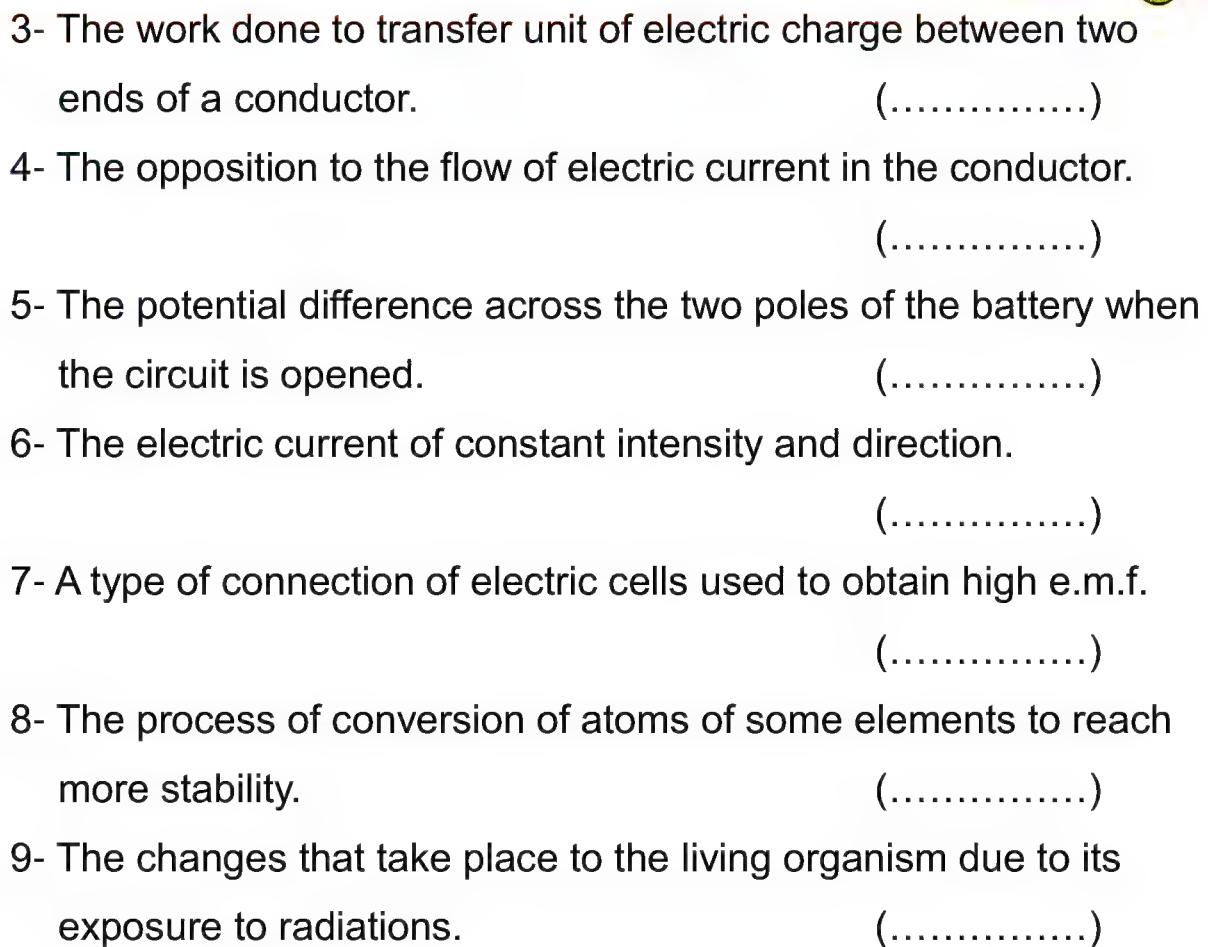 3- The work done to transfer unit of electric charge between two
ends of a conductor. (...............)
4- The opposition to the flow of electric current in the conductor.
(...............)
5- The potential difference across the two poles of the battery when
the circuit is opened. (...............)
6- The electric current of constant intensity and direction.
(...............)
7- A type of connection of electric cells used to obtain high e.m.f.
(...............)
8- The process of conversion of atoms of some elements to reach
more stability. (...............)
9- The changes that take place to the living organism due to its
exposure to radiations. (...............)